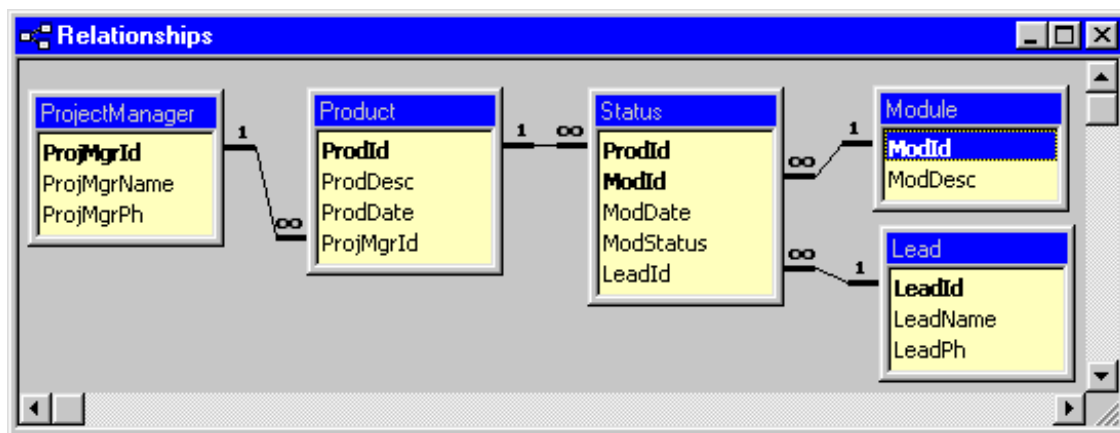 Relationships
ProjectManager
ProjMgrId
ProjMgrName
ProjMgrPh
1
∞
Product
ProdId
ProdDesc
ProdDate
ProjMgrId
1
∞
Status
ProdId
ModId
ModDate
ModStatus
LeadId
∞
1
∞
1
Module
ModId
ModDesc
Lead
LeadId
LeadName
LeadPh